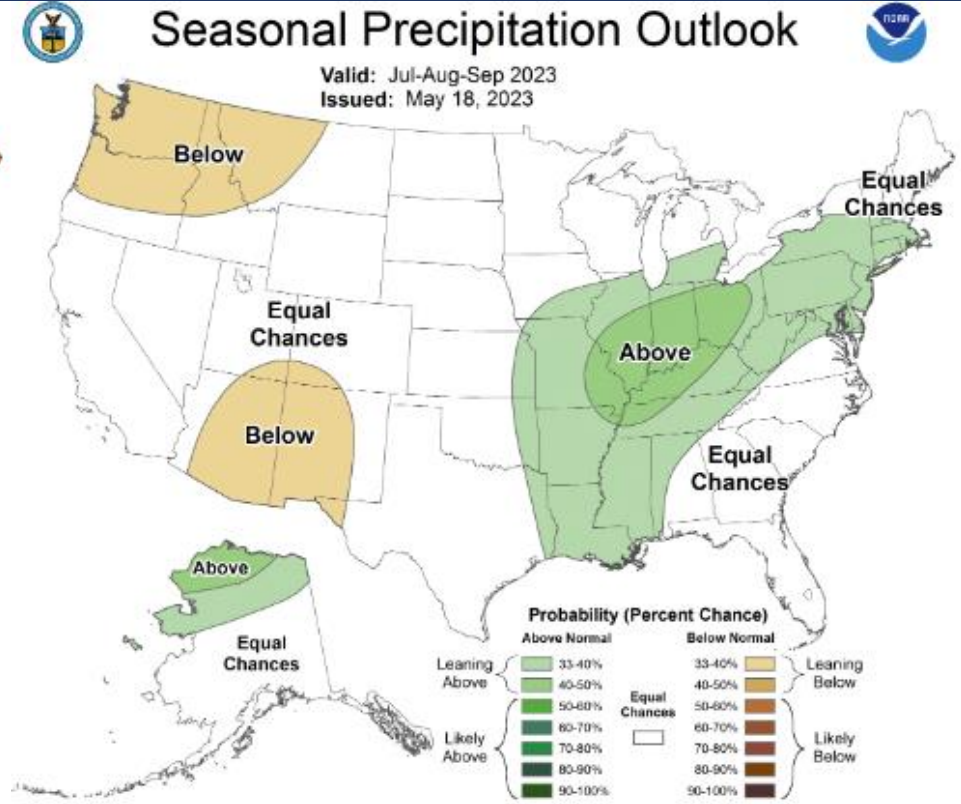 Seasonal Precipitation Outlook
NOAA
Valid: Jul-Aug-Sep 2023
Issued: May 18, 2023
Below
Equal
Chances
Equal
Chances
Above
Below
Equal
Chances
Above
Equal
Chances
Probability (Percent Chance)
Above Normal
Below Normal
Leaning
Above
33-40%
40-50%
Likely
Above
50-60%
60-70%
70-80%
80-90%
90-100%
Equal
Chances
33-40%
40-50%
Leaning
Below
50-60%
60-70%
70-80%
80-90%
90-100%
Likely
Below